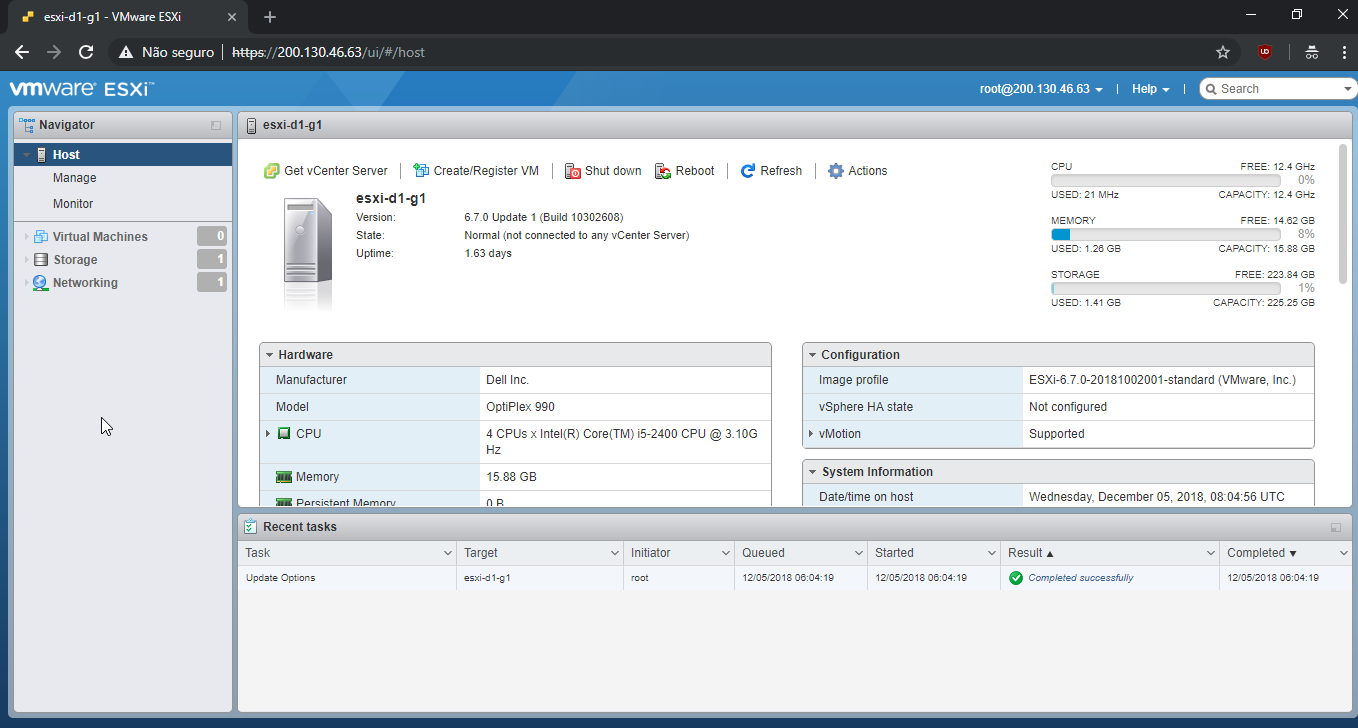 esxi-d1-g1 - VMware ESXi
Não seguro | https://200.130.46.63/ui/#/host
vmware ESXi™
root@200.130.46.63 | Help | Search
Navigator
Host
Manage
Monitor
Virtual Machines 0
Storage 1
Networking 1
esxi-d1-g1
Get vCenter Server | Create/Register VM | Shut down Reboot | Refresh | Actions
esxi-d1-g1
Version: 6.7.0 Update 1 (Build 10302608)
State: Normal (not connected to any vCenter Server)
Uptime: 1.63 days
CPU FREE: 12.4 GHz
0%
USED: 21 MHz CAPACITY: 12.4 GHz
MEMORY FREE: 14.62 GB
8%
USED: 1.26 GB CAPACITY: 15.88 GB
STORAGE FREE: 223.84 GB
1%
USED: 1.41 GB CAPACITY: 225.25 GB
Hardware
Manufacturer Dell Inc.
Model OptiPlex 990
CPU 4 CPUs x Intel(R) Core(TM) i5-2400 CPU @ 3.10G
Hz
Memory 15.88 GB
Persistent Memory 0 B
Configuration
Image profile ESXi-6.7.0-20181002001-standard (VMware, Inc.)
vSphere HA state Not configured
vMotion Supported
System Information
Date/time on host Wednesday, December 05, 2018, 08:04:56 UTC
Recent tasks
Task Target Initiator Queued Started Result ▲ Completed ▼
Update Options esxi-d1-g1 root 12/05/2018 06:04:19 12/05/2018 06:04:19 Completed successfully 12/05/2018 06:04:19